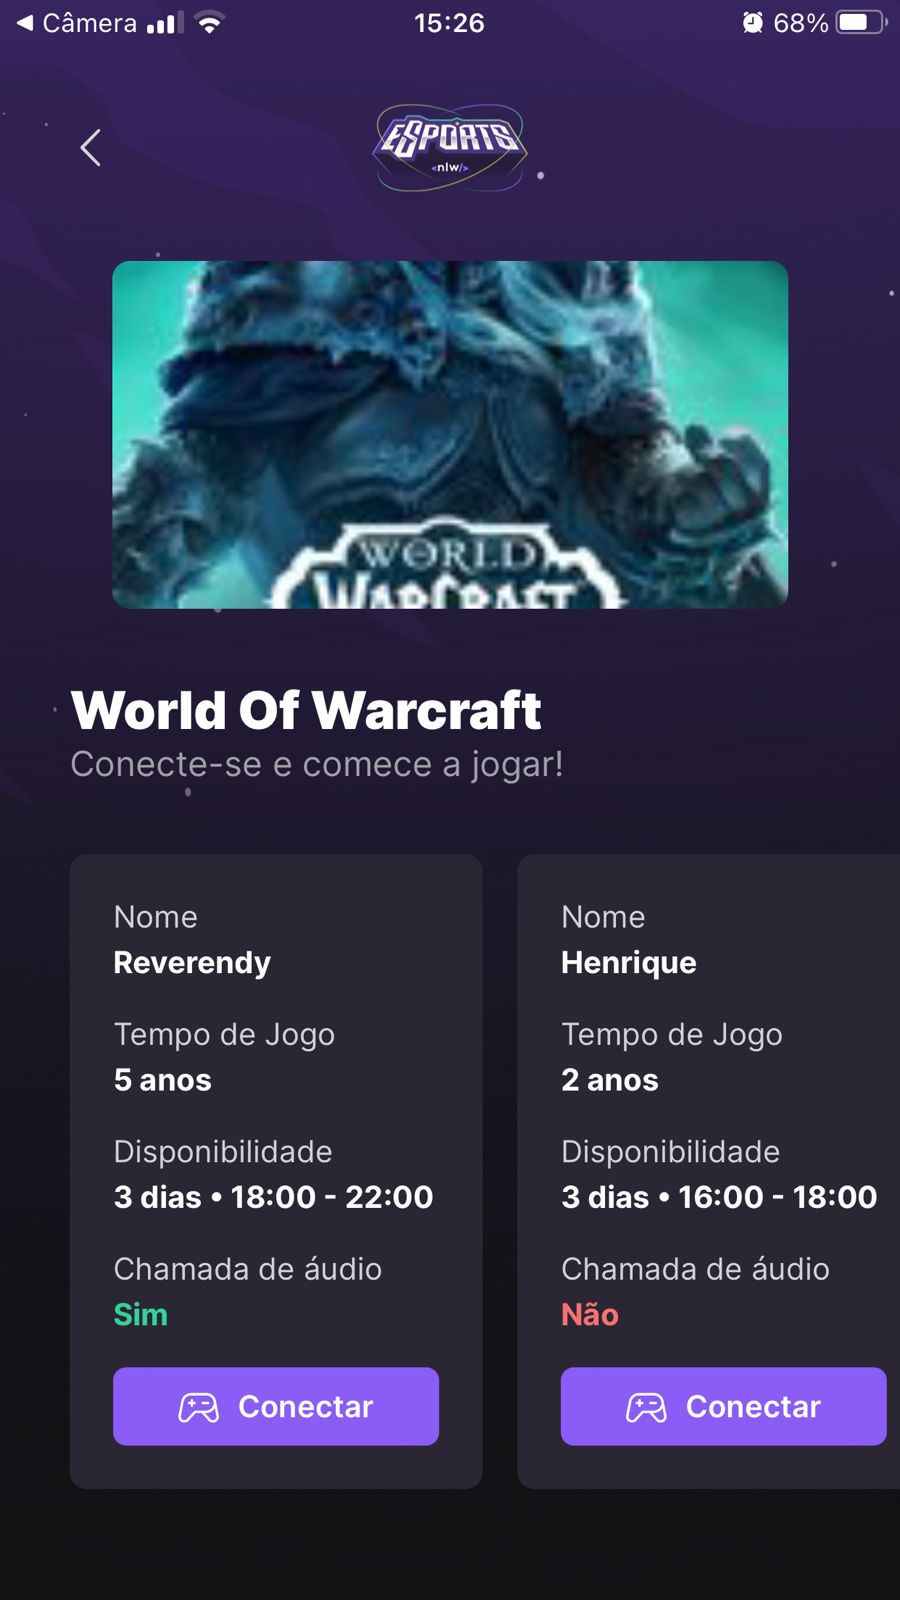 ◀ Câmera 15:26 68%
eSPORTS
<nlw/>
WORLD
WARCRAFT
World Of Warcraft
Conecte-se e comece a jogar!
Nome
Reverendy
Tempo de Jogo
5 anos
Disponibilidade
3 dias • 18:00 - 22:00
Chamada de áudio
Sim
Conectar
Nome
Henrique
Tempo de Jogo
2 anos
Disponibilidade
3 dias • 16:00 - 18:00
Chamada de áudio
Não
Conectar